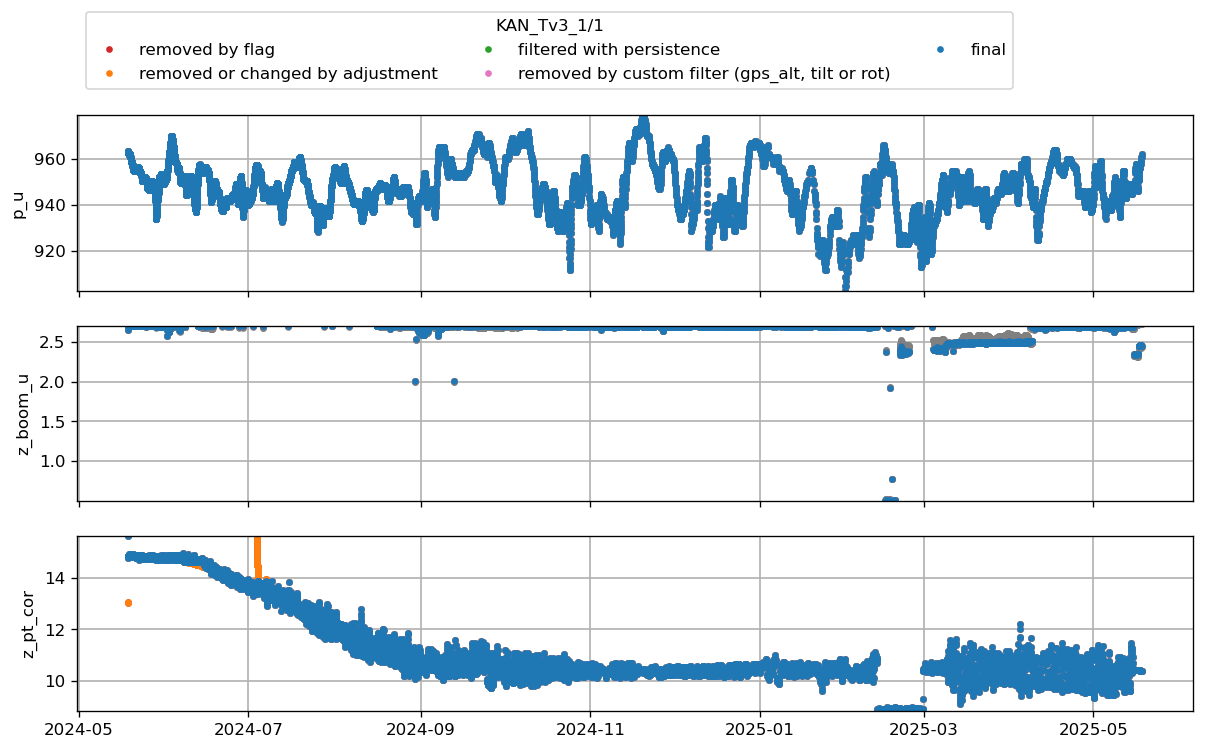 KAN_Tv3_1/1
removed by flag
filtered with persistence
final
removed or changed by adjustment
removed by custom filter (gps_alt, tilt or rot)
960
940
920
p_u
2.5
2.0
1.5
1.0
z_boom_u
14
12
10
z_pt_cor
2024-05 2024-07 2024-09 2024-11 2025-01 2025-03 2025-05